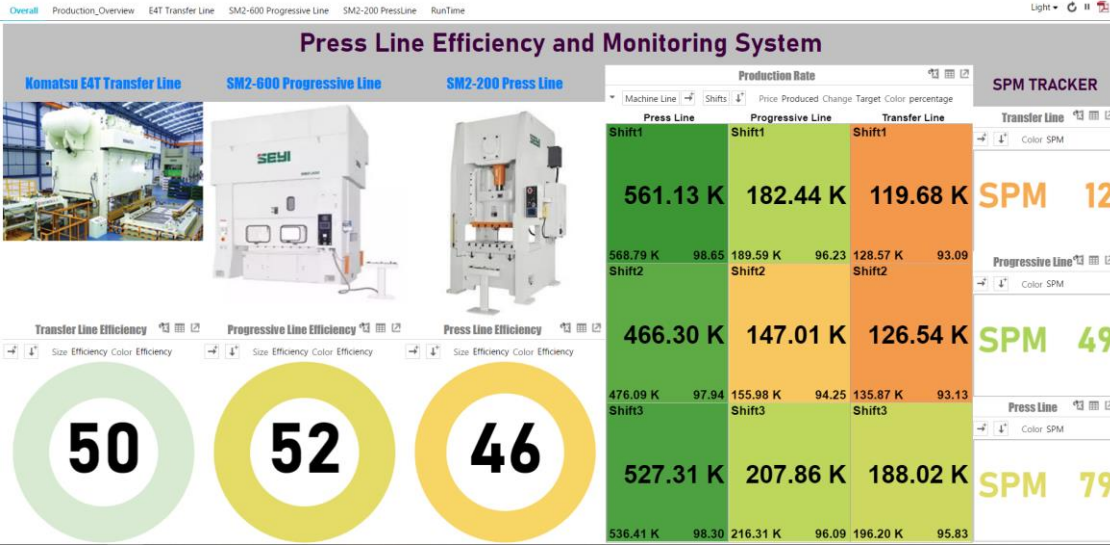 Overall Production_Overview E4T Transfer Line SM2-600 Progressive Line SM2-200 PressLine RunTime Light
Press Line Efficiency and Monitoring System
Komatsu E4T Transfer Line SM2-600 Progressive Line SM2-200 Press Line
SEYI
Transfer Line Efficiency Progressive Line Efficiency Press Line Efficiency
Size Efficiency Color Efficiency Size Efficiency Color Efficiency Size Efficiency Color Efficiency
50 52 46
Production Rate
Machine Line Shifts Price Produced Change Target Color percentage
Press Line Progressive Line Transfer Line
Shift1 Shift1 Shift1
561.13 K 182.44 K 119.68 K
568.79 K 98.65 189.59 K 96.23 128.57 K 93.09
Shift2 Shift2 Shift2
466.30 K 147.01 K 126.54 K
476.09 K 97.94 155.98 K 94.25 135.87 K 93.13
Shift3 Shift3 Shift3
527.31 K 207.86 K 188.02 K
536.41 K 98.30 216.31 K 96.09 196.20 K 95.83
SPM TRACKER
Transfer Line
Color SPM
SPM 12
Progressive Line
Color SPM
SPM 49
Press Line
Color SPM
SPM 79